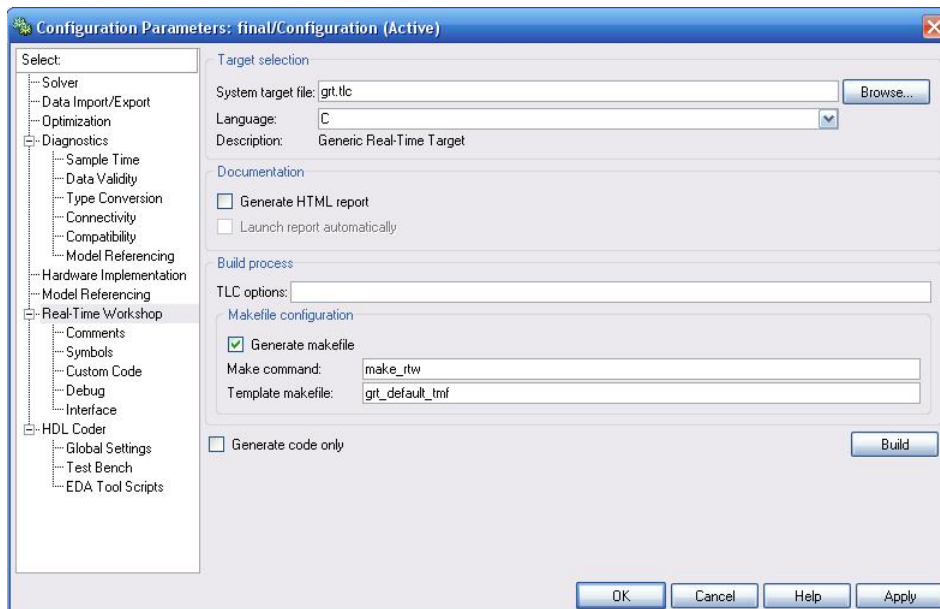 Configuration Parameters: final/Configuration (Active)
Select:
Solver
Data Import/Export
Optimization
Diagnostics
Sample Time
Data Validity
Type Conversion
Connectivity
Compatibility
Model Referencing
Hardware Implementation
Model Referencing
Real-Time Workshop
Comments
Symbols
Custom Code
Debug
Interface
HDL Coder
Global Settings
Test Bench
EDA Tool Scripts
Target selection
System target file: grt.tlc Browse...
Language: C
Description: Generic Real-Time Target
Documentation
Generate HTML report
Launch report automatically
Build process
TLC options:
Makefile configuration
Generate makefile
Make command: make_rtw
Template makefile: grt_default_tmf
Generate code only Build
OK Cancel Help Apply